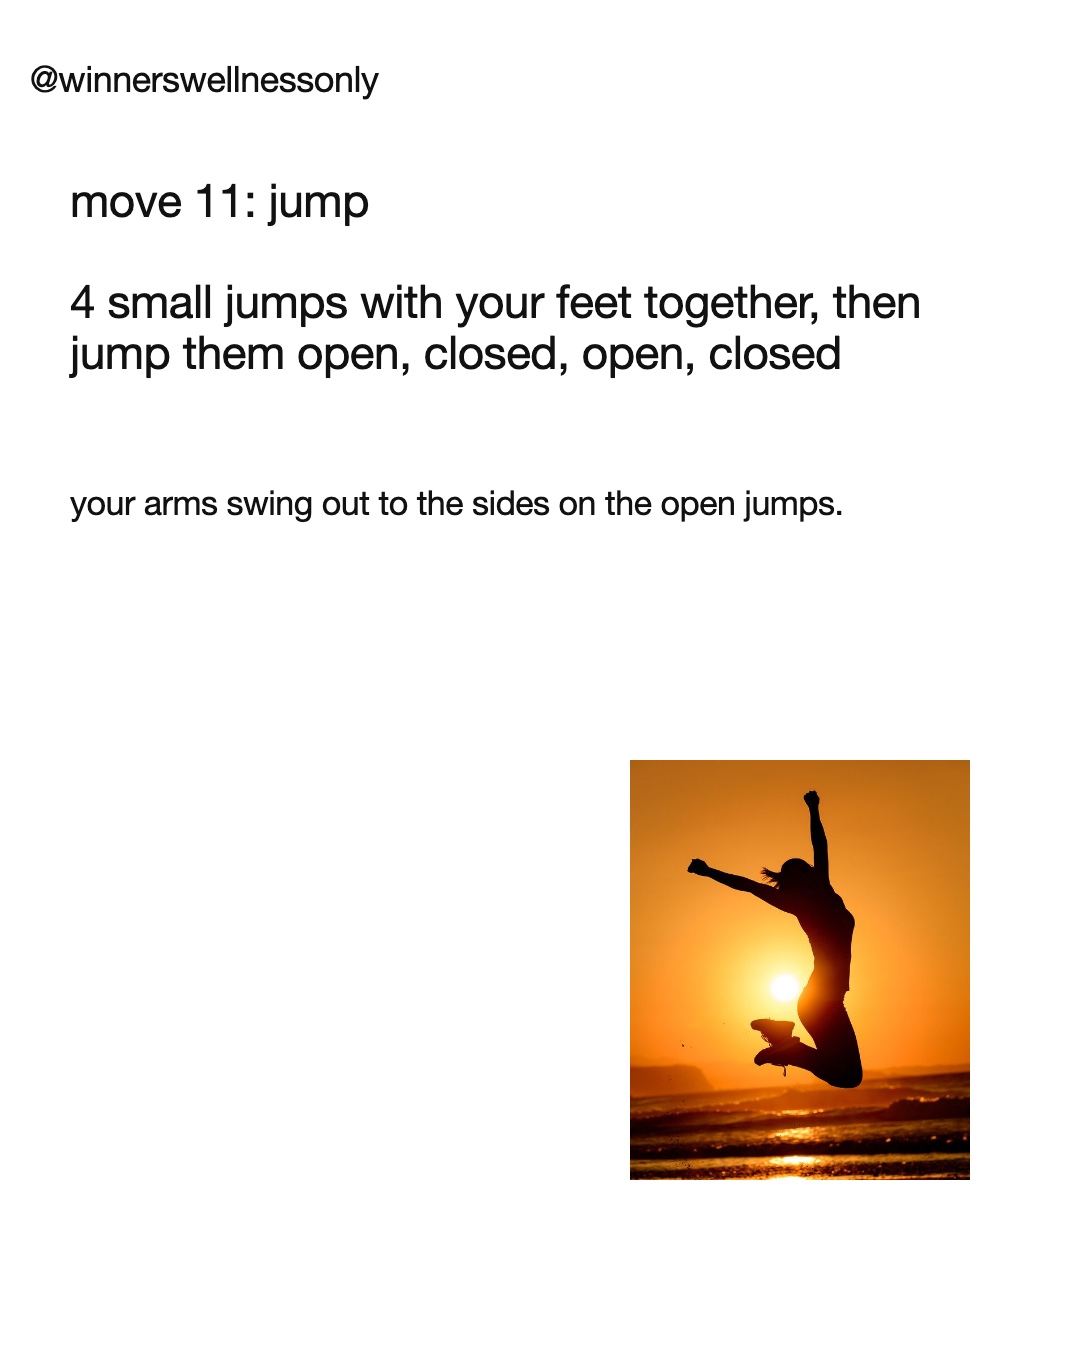 @winnerswellnessonly
move 11: jump
4 small jumps with your feet together, then
jump them open, closed, open, closed
your arms swing out to the sides on the open jumps.